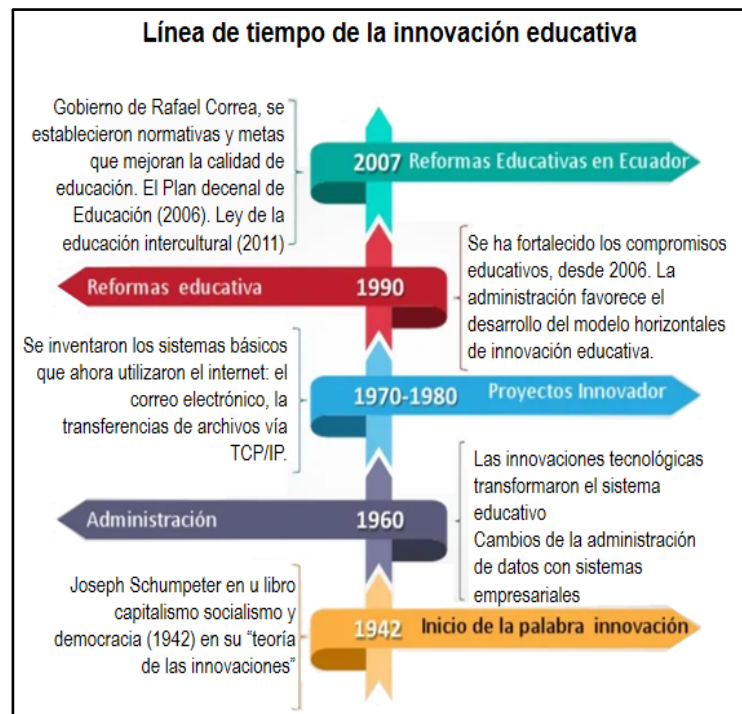 Línea de tiempo de la innovación educativa
Gobierno de Rafael Correa, se
establecieron normativas y metas
que mejoran la calidad de
educación. El Plan decenal de
Educación (2006). Ley de la
educación intercultural (2011)
2007 Reformas Educativas en Ecuador
Reformas educativa 1990
Se ha fortalecido los compromisos
educativos, desde 2006. La
administración favorece el
desarrollo del modelo horizontales
de innovación educativa.
Se inventaron los sistemas básicos
que ahora utilizaron el internet: el
correo electrónico, la
transferencias de archivos vía
TCP/IP.
1970-1980 Proyectos Innovador
Administración 1960
Las innovaciones tecnológicas
transformaron el sistema
educativo
Cambios de la administración
de datos con sistemas
empresariales
Joseph Schumpeter en u libro
capitalismo socialismo y
democracia (1942) en su “teoría
de las innovaciones”
1942 Inicio de la palabra innovación